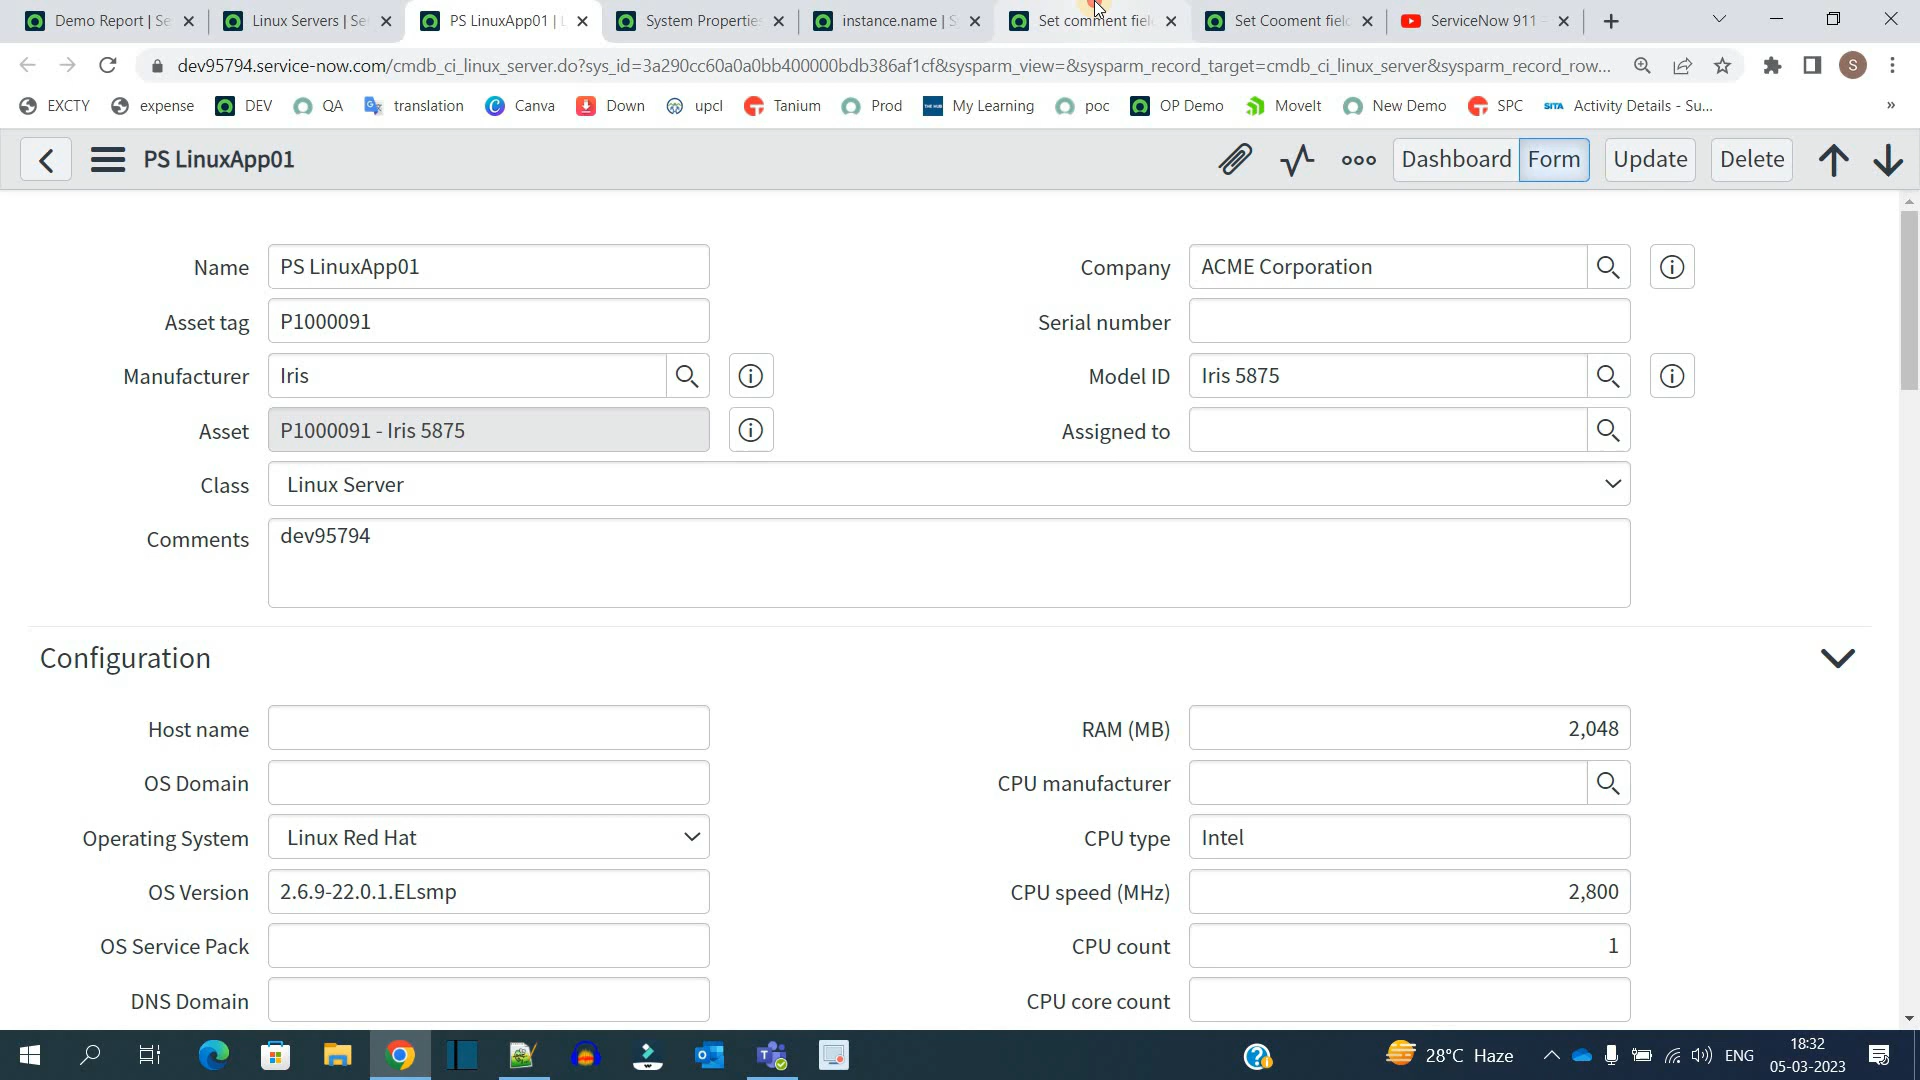 Demo Report | Se
Linux Servers | Se
PS LinuxApp01 | L
System Properties
instance.name | S
Set comment fiel
Set Cooment field
ServiceNow 911 -
dev95794.service-now.com/cmdb_ci_linux_server.do?sys_id=3a290cc60a0a0bb400000bdb386af1cf&sysparm_view=&sysparm_record_target=cmdb_ci_linux_server&sysparm_record_row...
S
EXCTY
expense
DEV
QA
translation
Canva
Down
upcl
Tanium
Prod
My Learning
poc
OP Demo
MoveIt
New Demo
SPC
SITA
Activity Details - Su...
»
PS LinuxApp01
Dashboard
Form
Update
Delete
Name
PS LinuxApp01
Company
ACME Corporation
Asset tag
P1000091
Serial number
Manufacturer
Iris
Model ID
Iris 5875
Asset
P1000091 - Iris 5875
Assigned to
Class
Linux Server
Comments
dev95794
Configuration
Host name
RAM (MB)
2,048
OS Domain
CPU manufacturer
Operating System
Linux Red Hat
CPU type
Intel
OS Version
2.6.9-22.0.1.ELsmp
CPU speed (MHz)
2,800
OS Service Pack
CPU count
1
DNS Domain
CPU core count
28°C Haze
ENG
18:32
05-03-2023